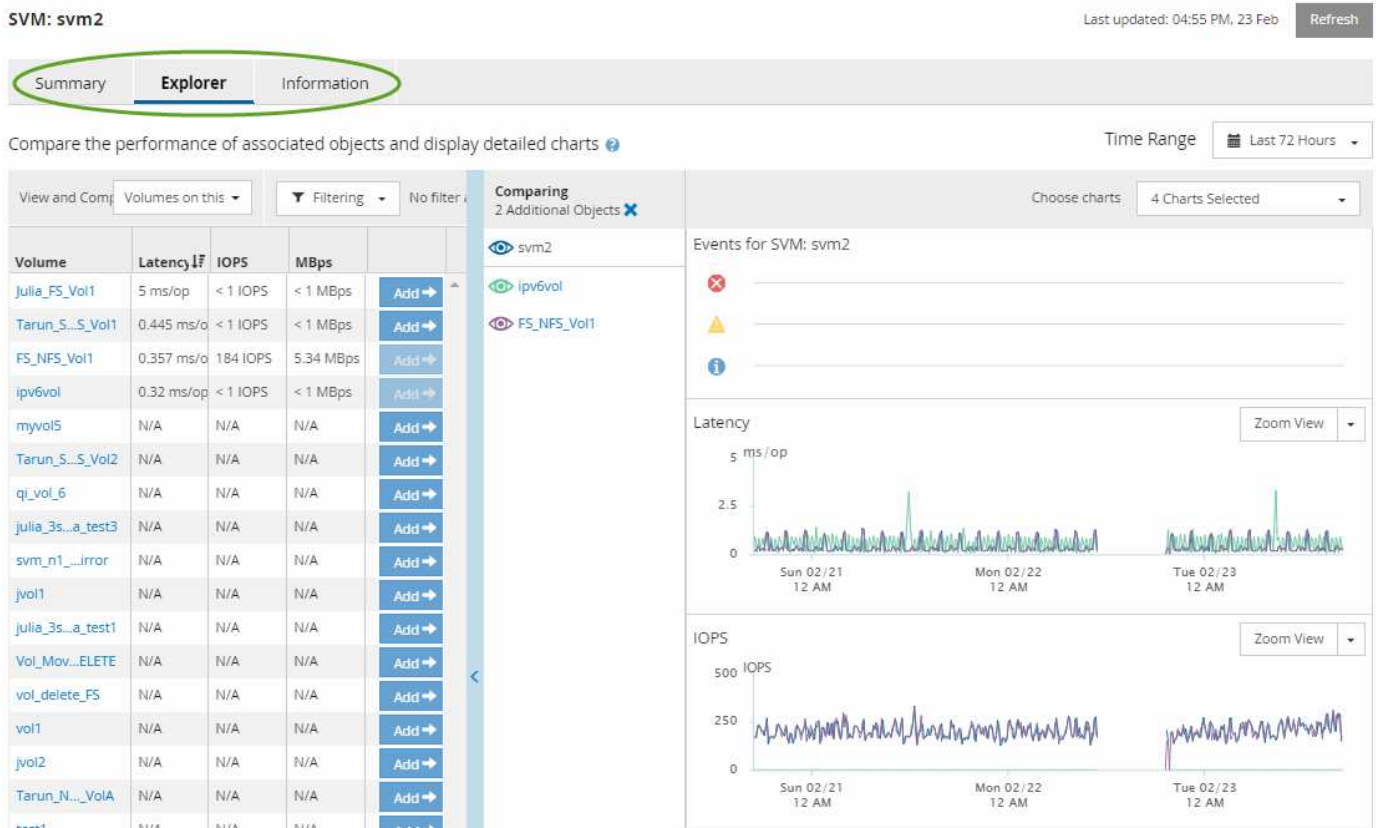 SVM: svm2
Last updated: 04:55 PM, 23 Feb Refresh
Summary Explorer Information
Compare the performance of associated objects and display detailed charts ?
Time Range Last 72 Hours
View and Comp Volumes on this Filtering No filter
Volume Latency IOPS MBps
Julia_FS_Vol1 5 ms/op < 1 IOPS < 1 MBps Add
Tarun_S...S_Vol1 0.445 ms/o < 1 IOPS < 1 MBps Add
FS_NFS_Vol1 0.357 ms/o 184 IOPS 5.34 MBps Add
ipv6vol 0.32 ms/op < 1 IOPS < 1 MBps Add
myvol5 N/A N/A N/A Add
Tarun_S...S_Vol2 N/A N/A N/A Add
qi_vol_6 N/A N/A N/A Add
julia_3s...a_test3 N/A N/A N/A Add
svm_n1_...irror N/A N/A N/A Add
jvol1 N/A N/A N/A Add
julia_3s...a_test1 N/A N/A N/A Add
Vol_Mov...ELETE N/A N/A N/A Add
vol_delete_FS N/A N/A N/A Add
vol1 N/A N/A N/A Add
jvol2 N/A N/A N/A Add
Tarun_N..._VolA N/A N/A N/A Add
Comparing
2 Additional Objects
svm2
ipv6vol
FS_NFS_Vol1
Choose charts 4 Charts Selected
Events for SVM: svm2
Latency Zoom View
ms/op
5
2.5
0
Sun 02/21 Mon 02/22 Tue 02/23
12 AM 12 AM 12 AM
IOPS Zoom View
IOPS
500
250
0
Sun 02/21 Mon 02/22 Tue 02/23
12 AM 12 AM 12 AM